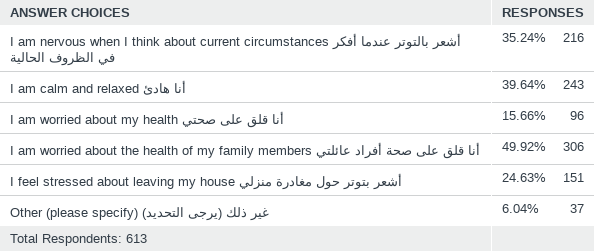 ANSWER CHOICES RESPONSES
I am nervous when I think about current circumstances أشعر بالتوتر عندما أفكر 35.24% 216
في الظروف الحالية
I am calm and relaxed أنا هادئ 39.64% 243
I am worried about my health أنا قلق على صحتي 15.66% 96
I am worried about the health of my family members أنا قلق على صحة أفراد عائلتي 49.92% 306
I feel stressed about leaving my house أشعر بتوتر حول مغادرة منزلي 24.63% 151
Other (please specify) غير ذلك (يرجى التحديد) 6.04% 37
Total Respondents: 613